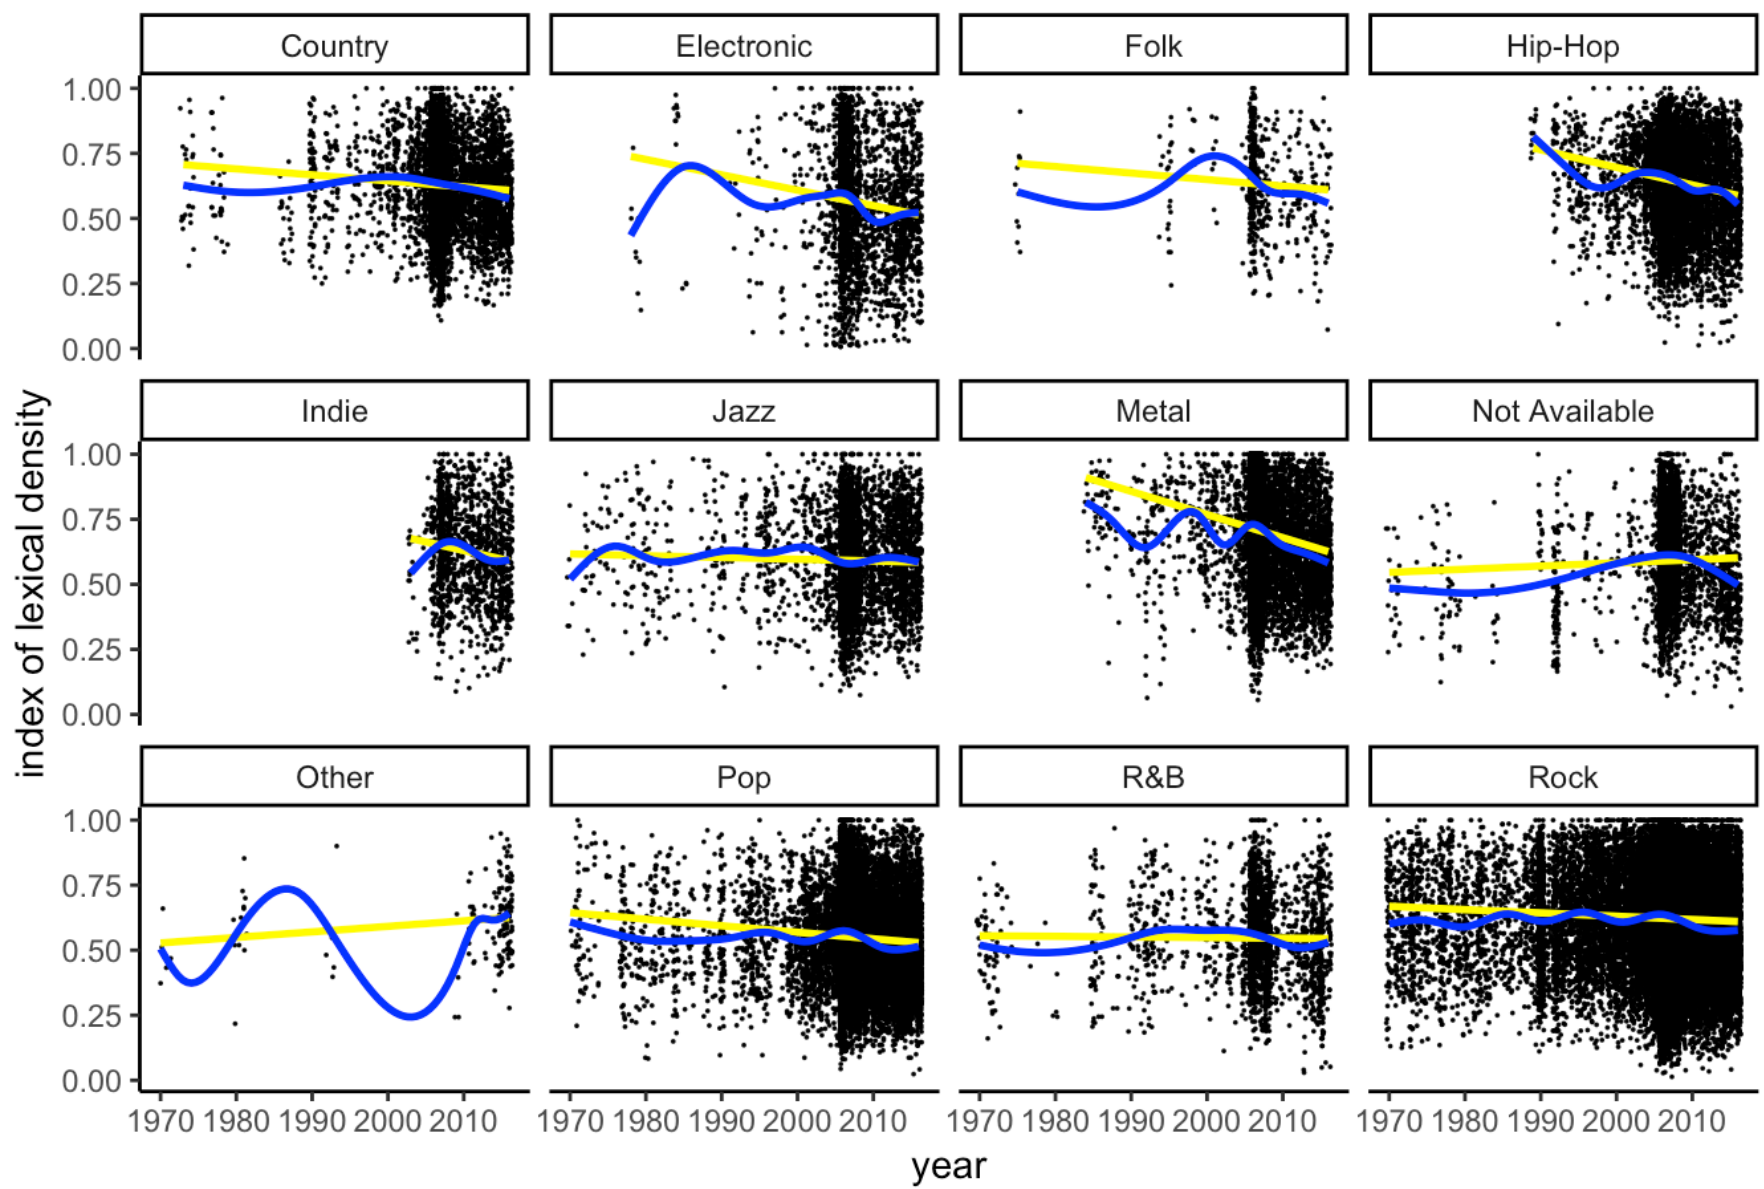 Country Electronic Folk Hip-Hop
1.00
0.75
0.50
0.25
0.00
Indie Jazz Metal Not Available
1.00
0.75
0.50
0.25
0.00
index of lexical density
Other Pop R&B Rock
1.00
0.75
0.50
0.25
0.00
1970 1980 1990 2000 2010 1970 1980 1990 2000 2010 1970 1980 1990 2000 2010 1970 1980 1990 2000 2010
year